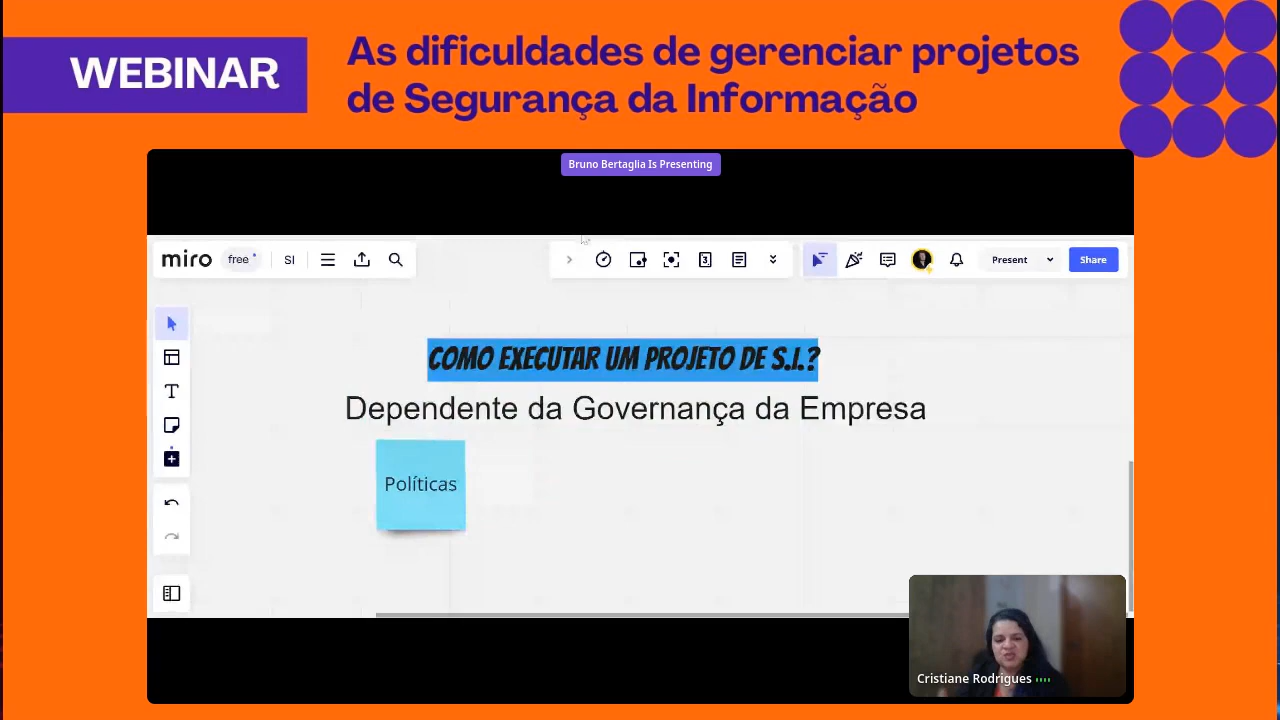 WEBINAR
As dificuldades de gerenciar projetos
de Segurança da Informação
Bruno Bertaglia Is Presenting
miro
free
SI
3
Present
Share
COMO EXECUTAR UM PROJETO DE S.I.?
Dependente da Governança da Empresa
Políticas
Cristiane Rodrigues